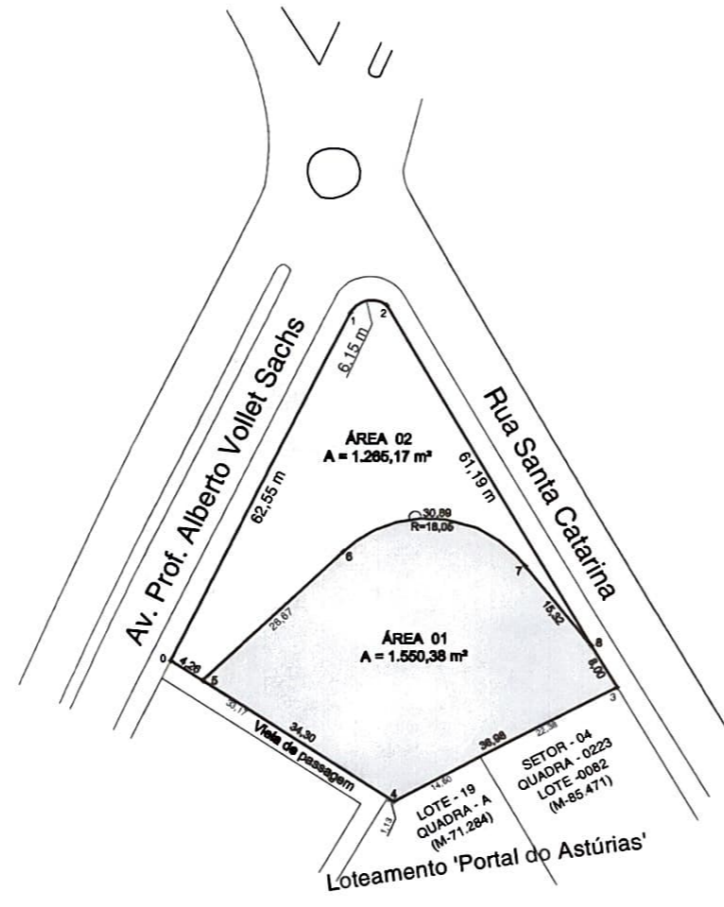 1
2
6,15 m
Av. Prof. Alberto Vollet Sachs
Rua Santa Catarina
ÁREA 02
A = 1.265,17 m²
62,55 m
61,19 m
30,89
R=18,05
6
7
28,67
15,32
ÁREA 01
A = 1.550,38 m²
8
8,00
0
4,26
5
3
33,17
34,30
Viela de passagem
36,98
22,38
14,60
4
1,13
SETOR - 04
QUADRA - 0223
LOTE -0082
(M-85.471)
LOTE - 19
QUADRA - A
(M-71.284)
Loteamento 'Portal do Astúrias'